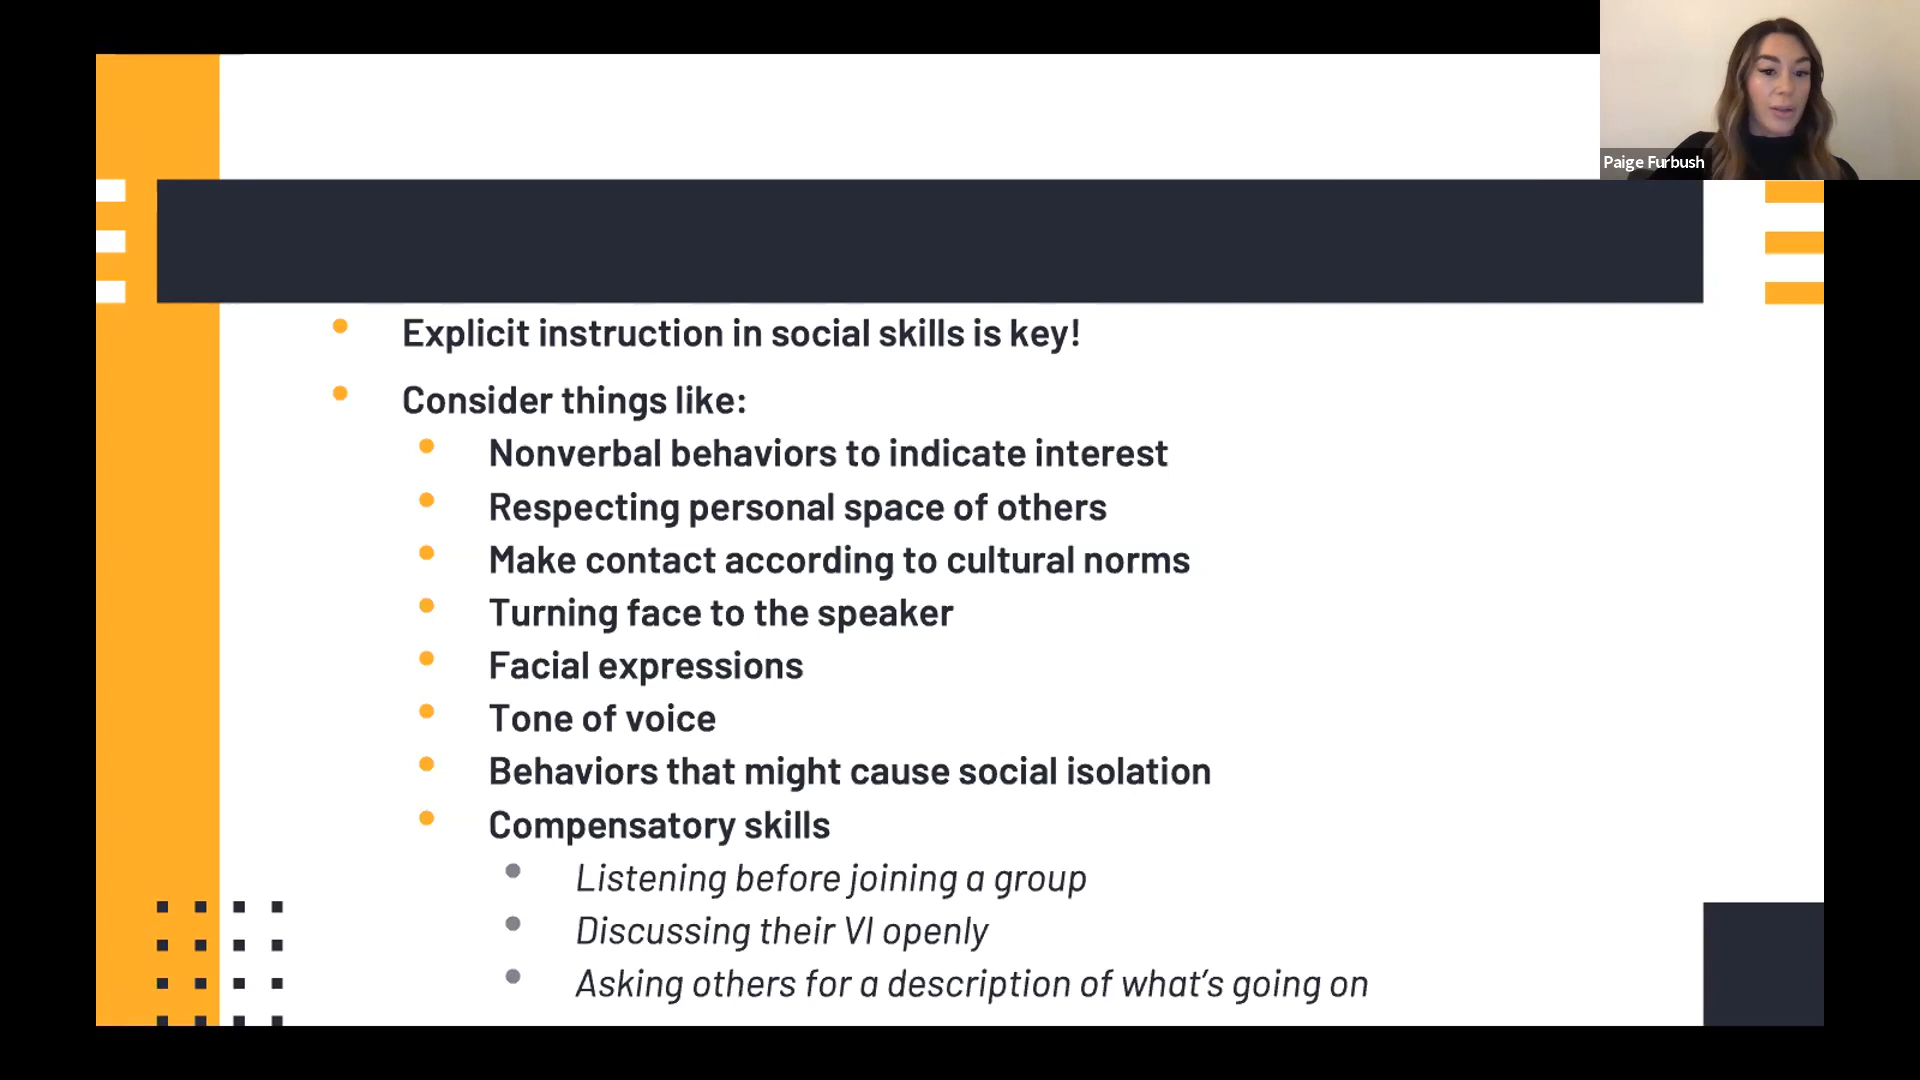 Paige Furbush
Explicit instruction in social skills is key!
Consider things like:
Nonverbal behaviors to indicate interest
Respecting personal space of others
Make contact according to cultural norms
Turning face to the speaker
Facial expressions
Tone of voice
Behaviors that might cause social isolation
Compensatory skills
Listening before joining a group
Discussing their VI openly
Asking others for a description of what's going on